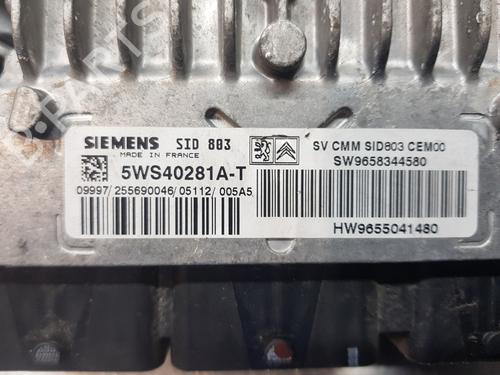 SIEMENS SID 803
MADE IN FRANCE
5WS40281A-T
09997/255690046/05112/005A5
SV CMM SID803 CEM00
SW9658344580
HW9655041480